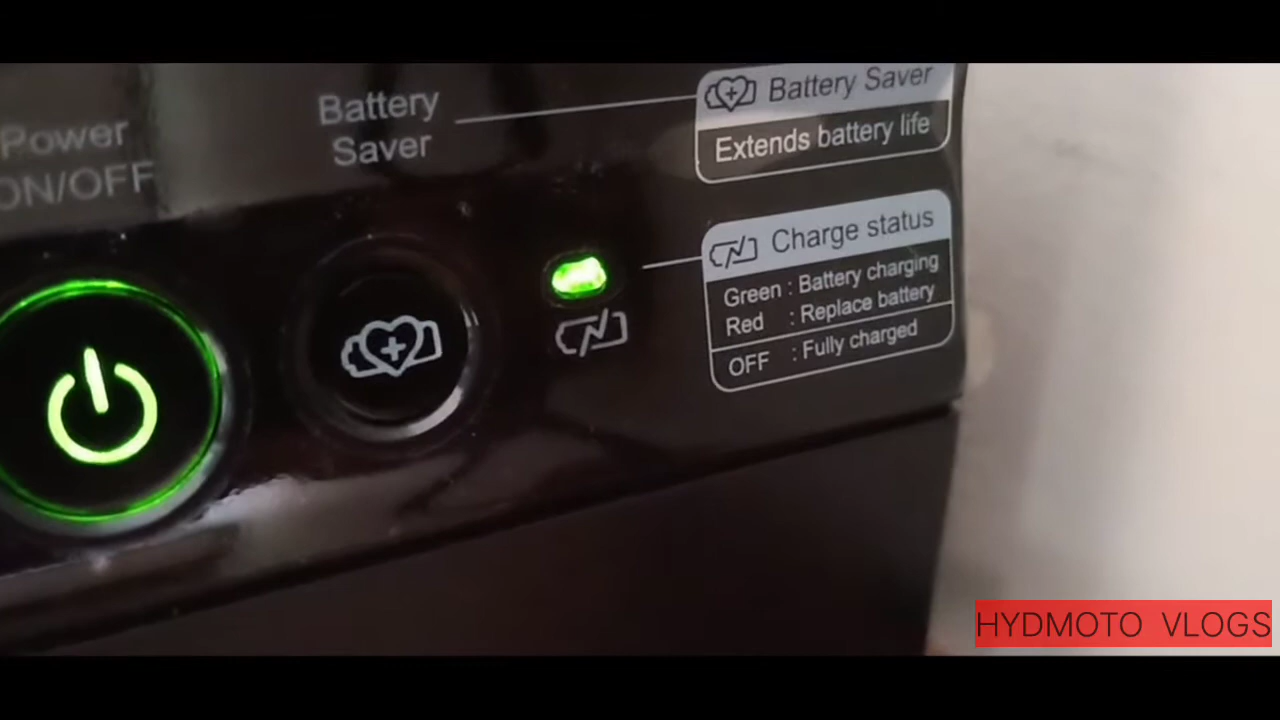 Power
ON/OFF
Battery
Saver
Battery Saver
Extends battery life
Charge status
Green : Battery charging
Red : Replace battery
OFF : Fully charged
HYDMOTO VLOGS